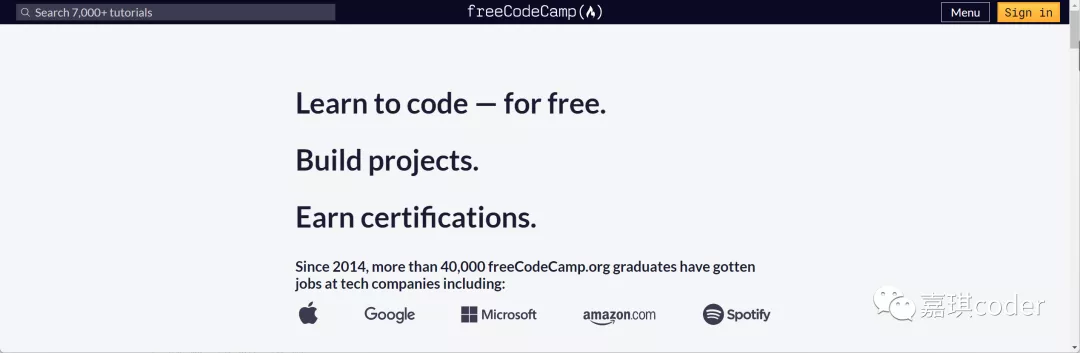 Search 7,000+ tutorials
freeCodeCamp
Menu
Sign in
Learn to code — for free.
Build projects.
Earn certifications.
Since 2014, more than 40,000 freeCodeCamp.org graduates have gotten
jobs at tech companies including:
Google
Microsoft
amazon.com
Spotify
嘉琪coder